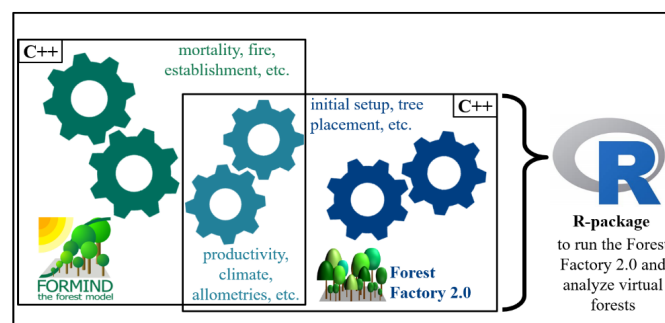 C++
mortality, fire,
establishment, etc.
C++
initial setup, tree
placement, etc.
productivity,
climate,
allometries, etc.
FORMIND
the forest model
Forest
Factory 2.0
R
R-package
to run the Forest
Factory 2.0 and
analyze virtual
forests